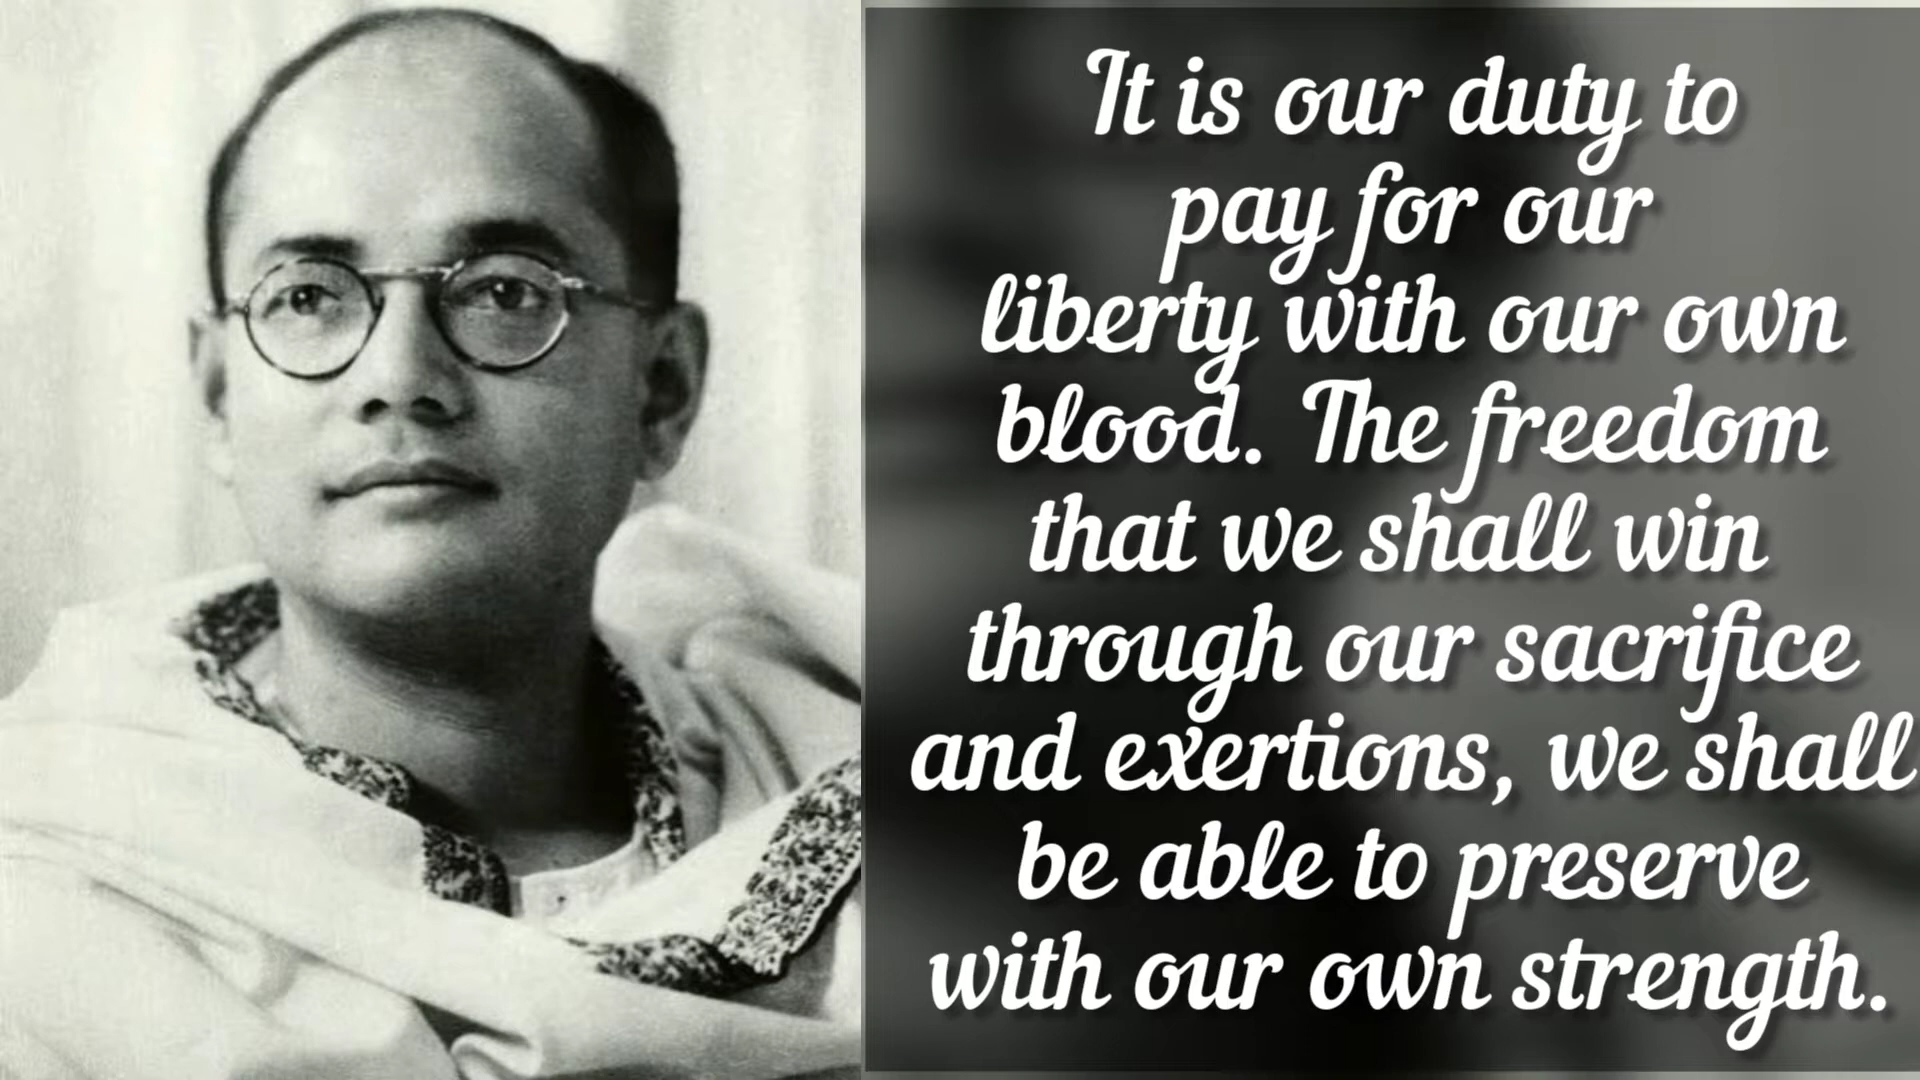 It is our duty to
pay for our
liberty with our own
blood. The freedom
that we shall win
through our sacrifice
and exertions, we shall
be able to preserve
with our own strength.